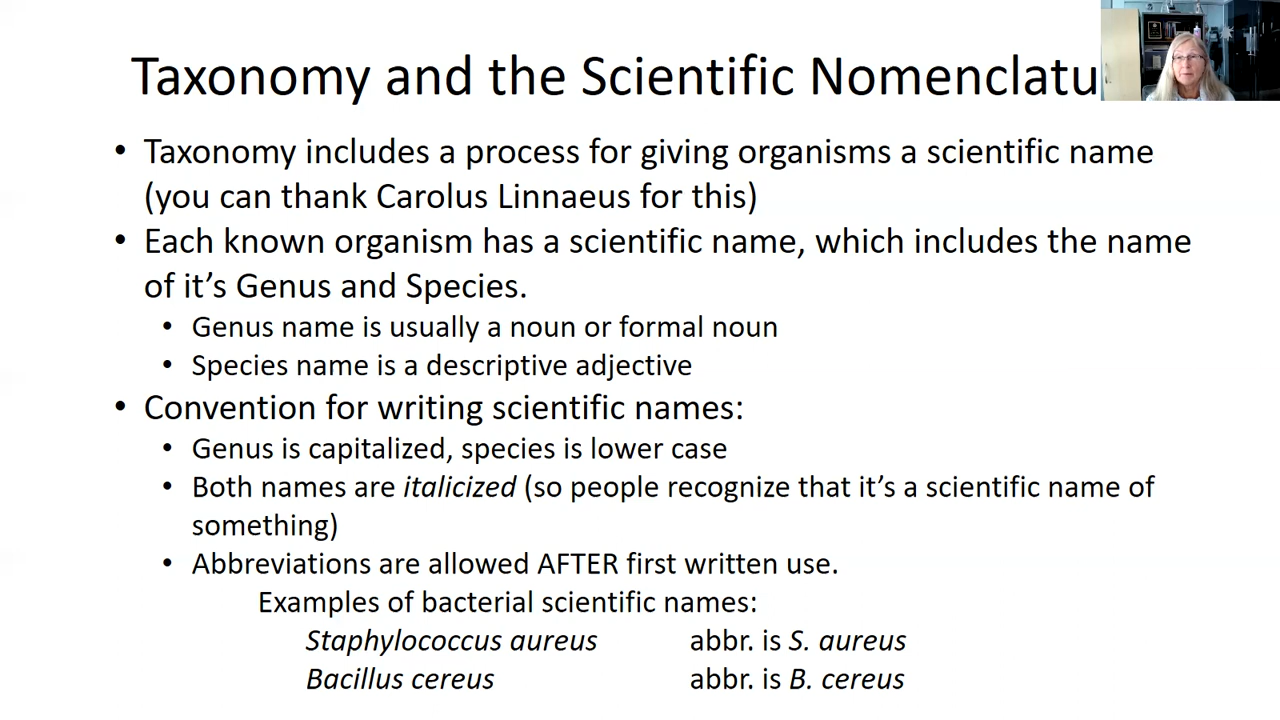 Taxonomy and the Scientific Nomenclatu
• Taxonomy includes a process for giving organisms a scientific name
(you can thank Carolus Linnaeus for this)
• Each known organism has a scientific name, which includes the name
of it’s Genus and Species.
• Genus name is usually a noun or formal noun
• Species name is a descriptive adjective
• Convention for writing scientific names:
• Genus is capitalized, species is lower case
• Both names are italicized (so people recognize that it’s a scientific name of
something)
• Abbreviations are allowed AFTER first written use.
Examples of bacterial scientific names:
Staphylococcus aureus abbr. is S. aureus
Bacillus cereus abbr. is B. cereus